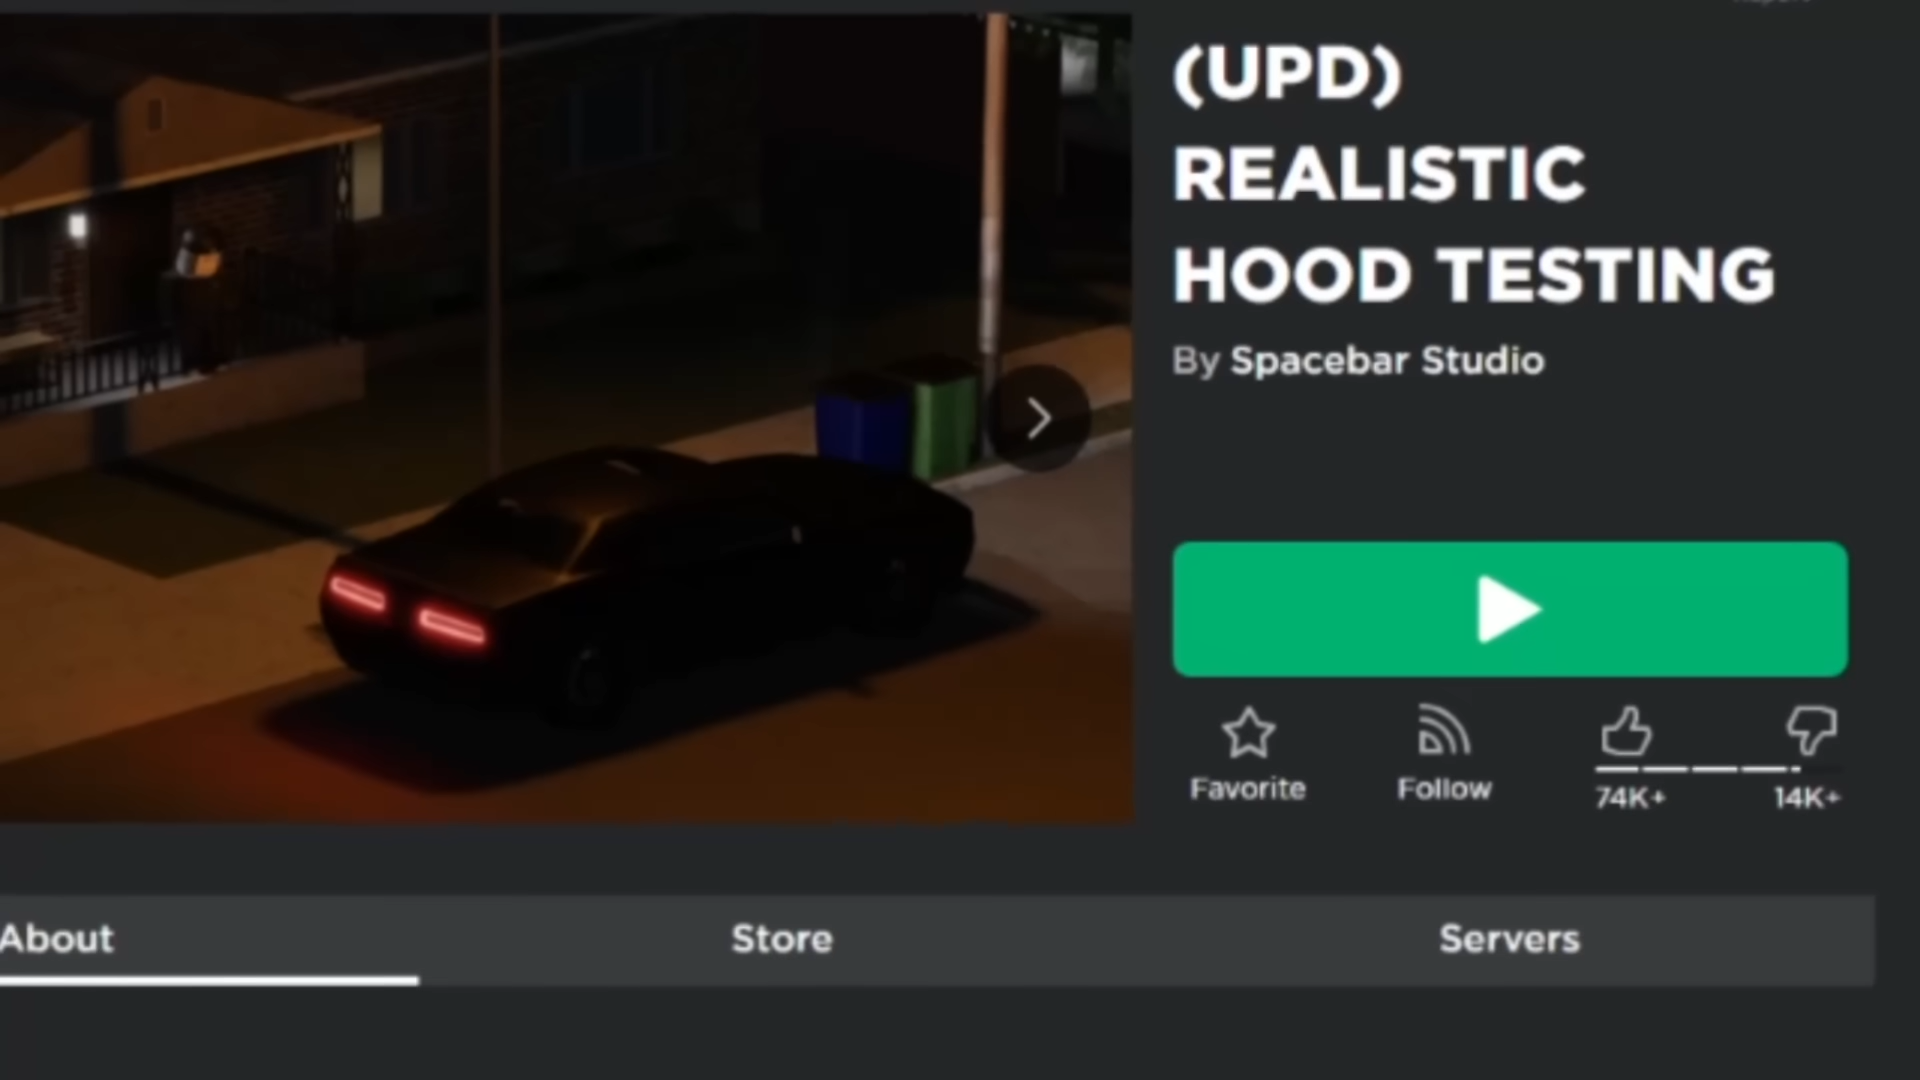 (UPD)
REALISTIC
HOOD TESTING
By Spacebar Studio
Favorite
Follow
74K+
14K+
About
Store
Servers